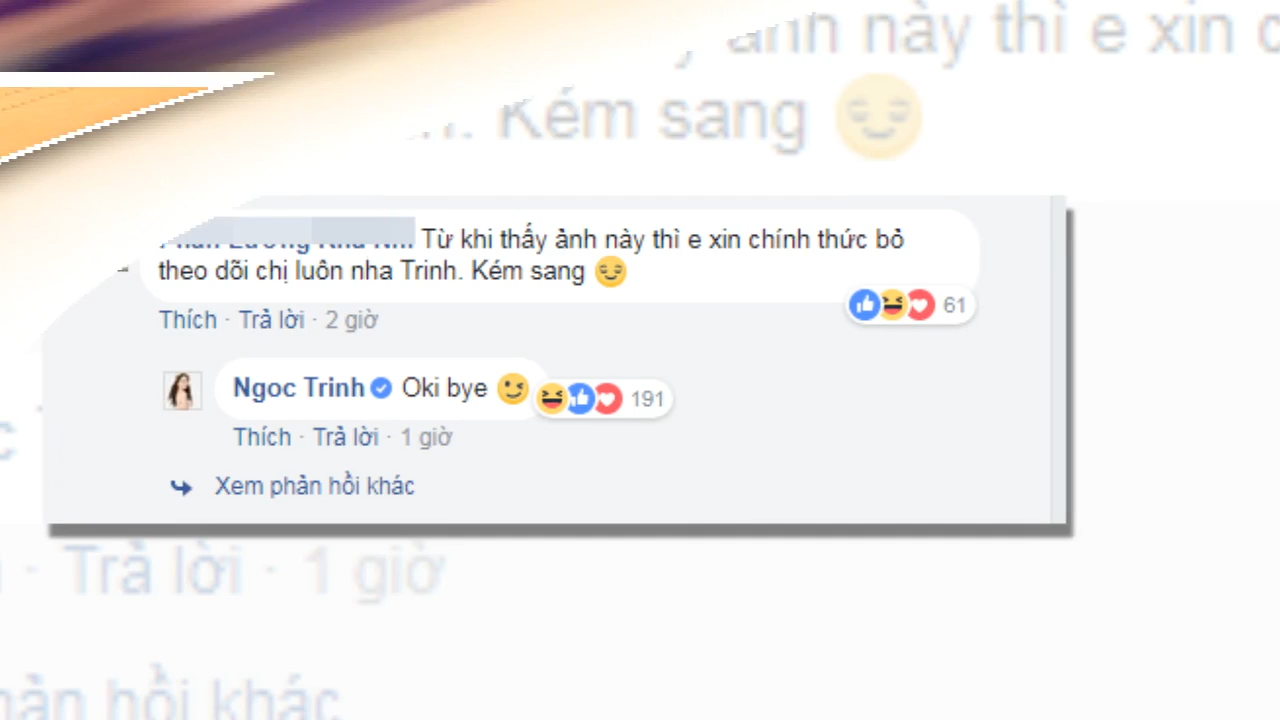 ảnh này thì e xin
Kém sang 😏
Từ khi thấy ảnh này thì e xin chính thức bỏ
theo dõi chị luôn nha Trinh. Kém sang 😏
61
Thích · Trả lời · 2 giờ
Ngoc Trinh Oki bye 😉
191
Thích · Trả lời · 1 giờ
Xem phản hồi khác
· Trả lời · 1 giờ
hồi khác